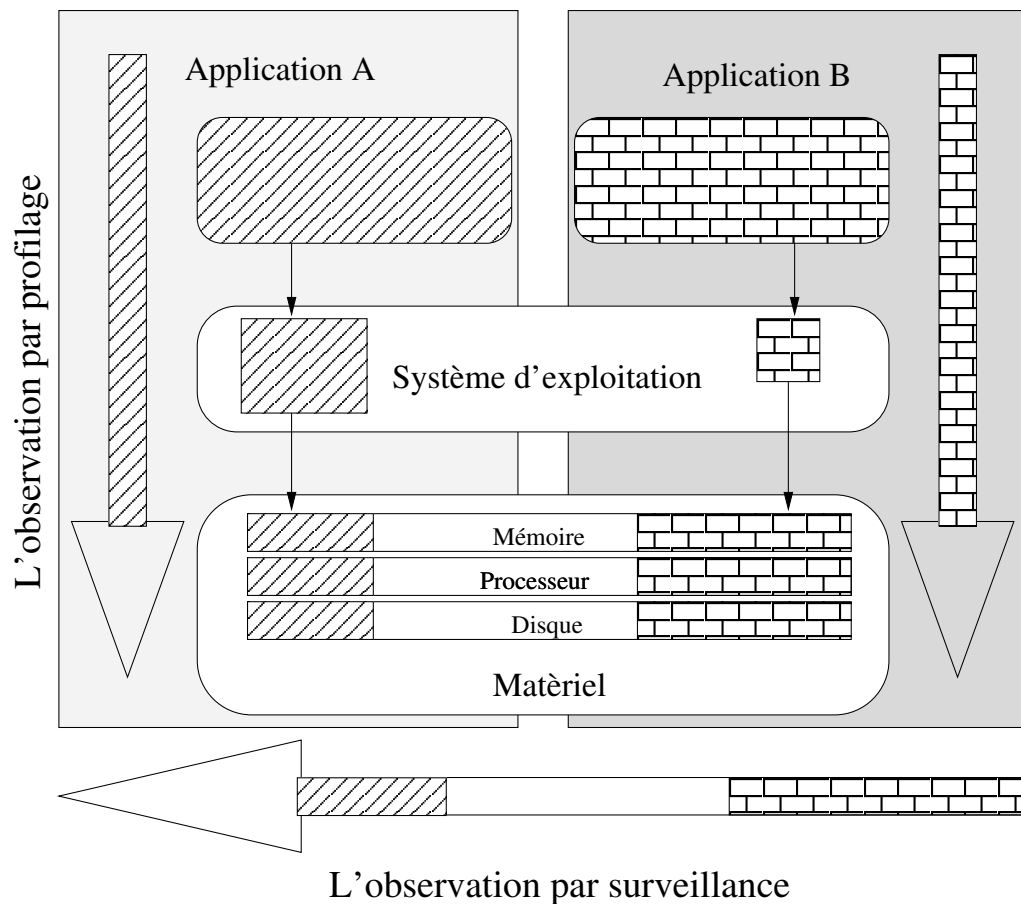 Application A
Application B
L'observation par profilage
Système d'exploitation
Mémoire
Processeur
Disque
Matèriel
L'observation par surveillance